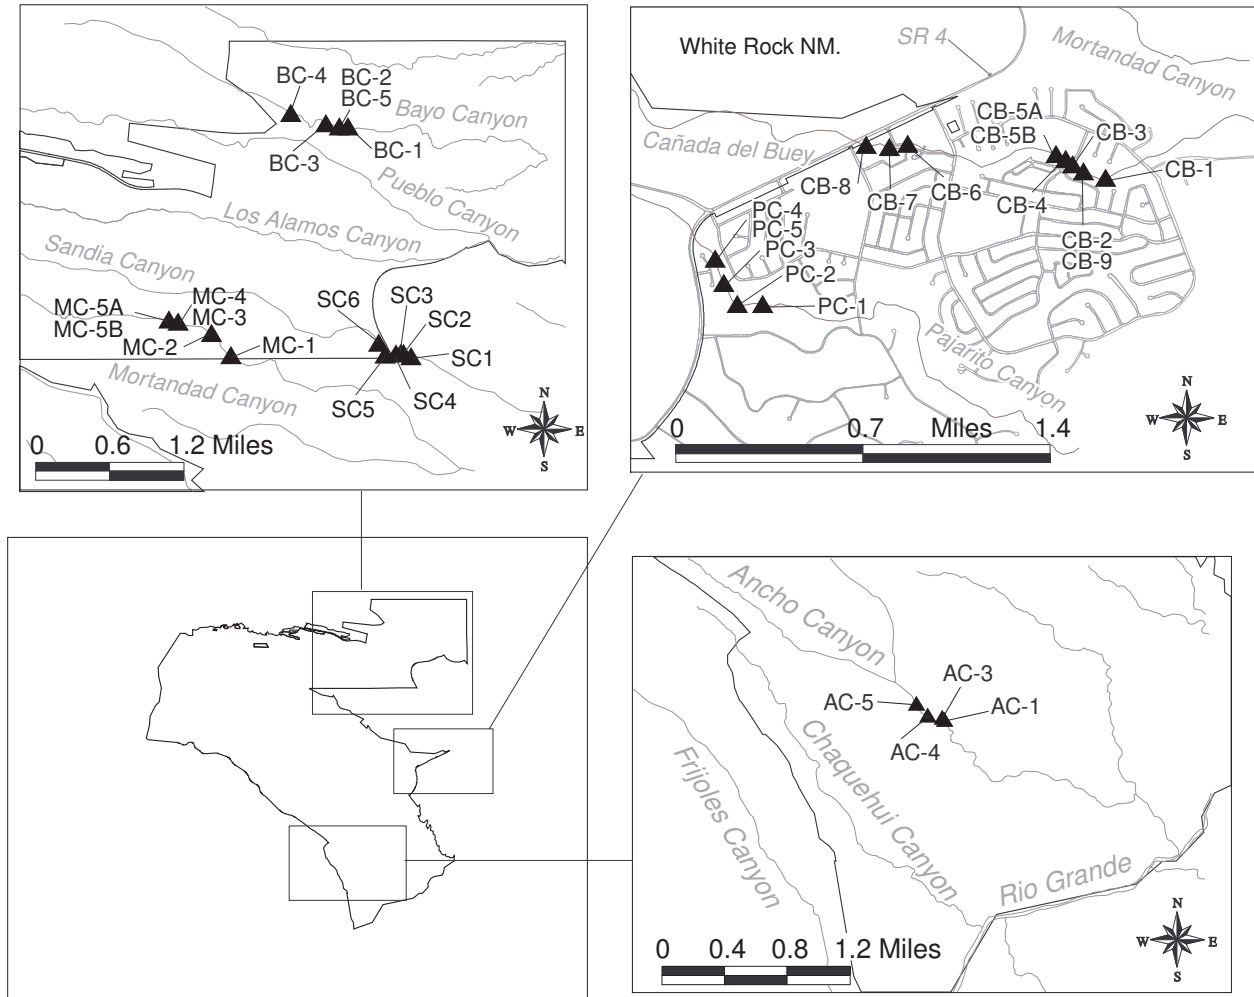 BC-4
BC-2
BC-5
Bayo Canyon
BC-3
BC-1
Pueblo Canyon
Los Alamos Canyon
Sandia Canyon
MC-5A
MC-5B
MC-4
MC-3
MC-2
MC-1
SC6
SC3
SC2
SC1
SC5
SC4
Mortandad Canyon
N
W
E
S
0
0.6
1.2 Miles
White Rock NM.
SR 4
Mortandad Canyon
Cañada del Buey
CB-5A
CB-5B
CB-3
CB-1
CB-8
CB-7
CB-6
CB-4
CB-2
CB-9
PC-4
PC-5
PC-3
PC-2
PC-1
Pajarito Canyon
N
W
E
S
0
0.7
Miles
1.4
Ancho Canyon
AC-3
AC-5
AC-1
AC-4
Chaquehui Canyon
Frijoles Canyon
Rio Grande
N
W
E
S
0
0.4
0.8
1.2 Miles